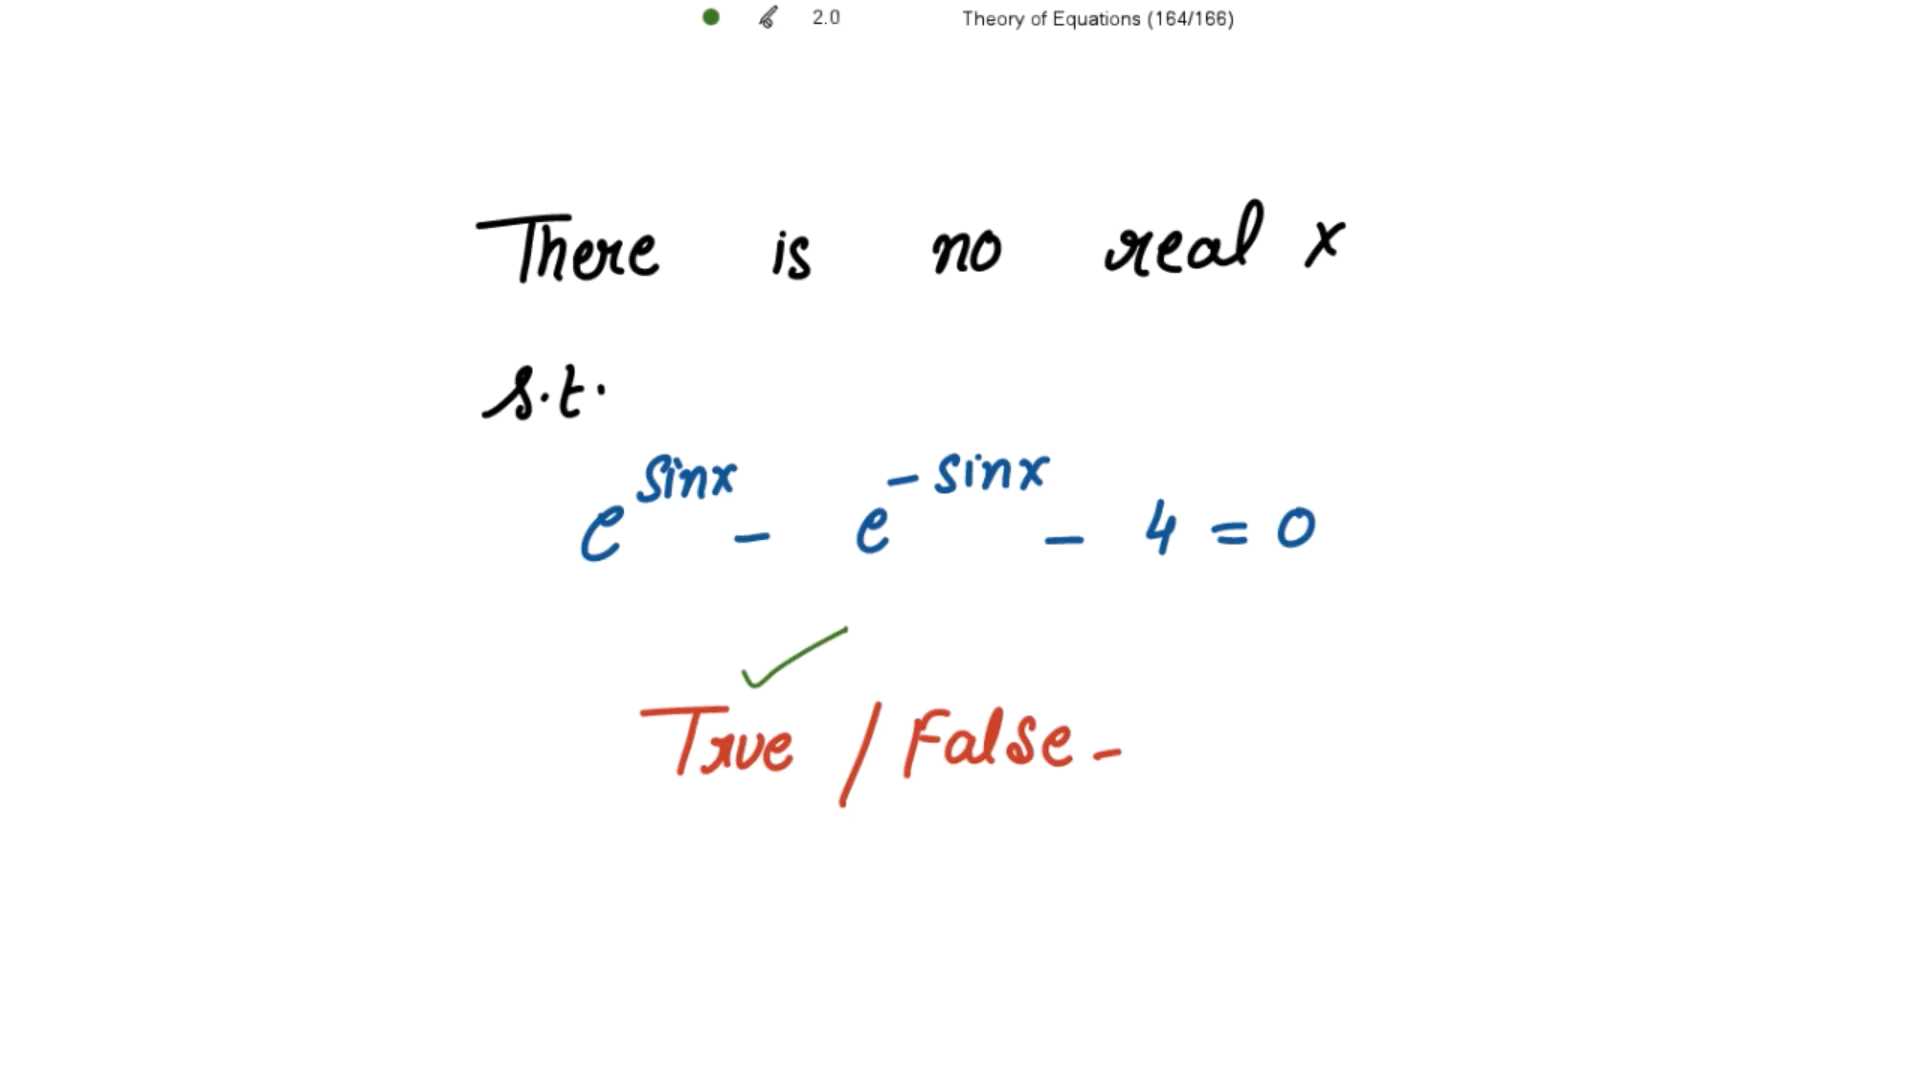 2.0 Theory of Equations (164/166)
There is no real x
s.t.
e^sinx - e^-sinx - 4 = 0
True / False -